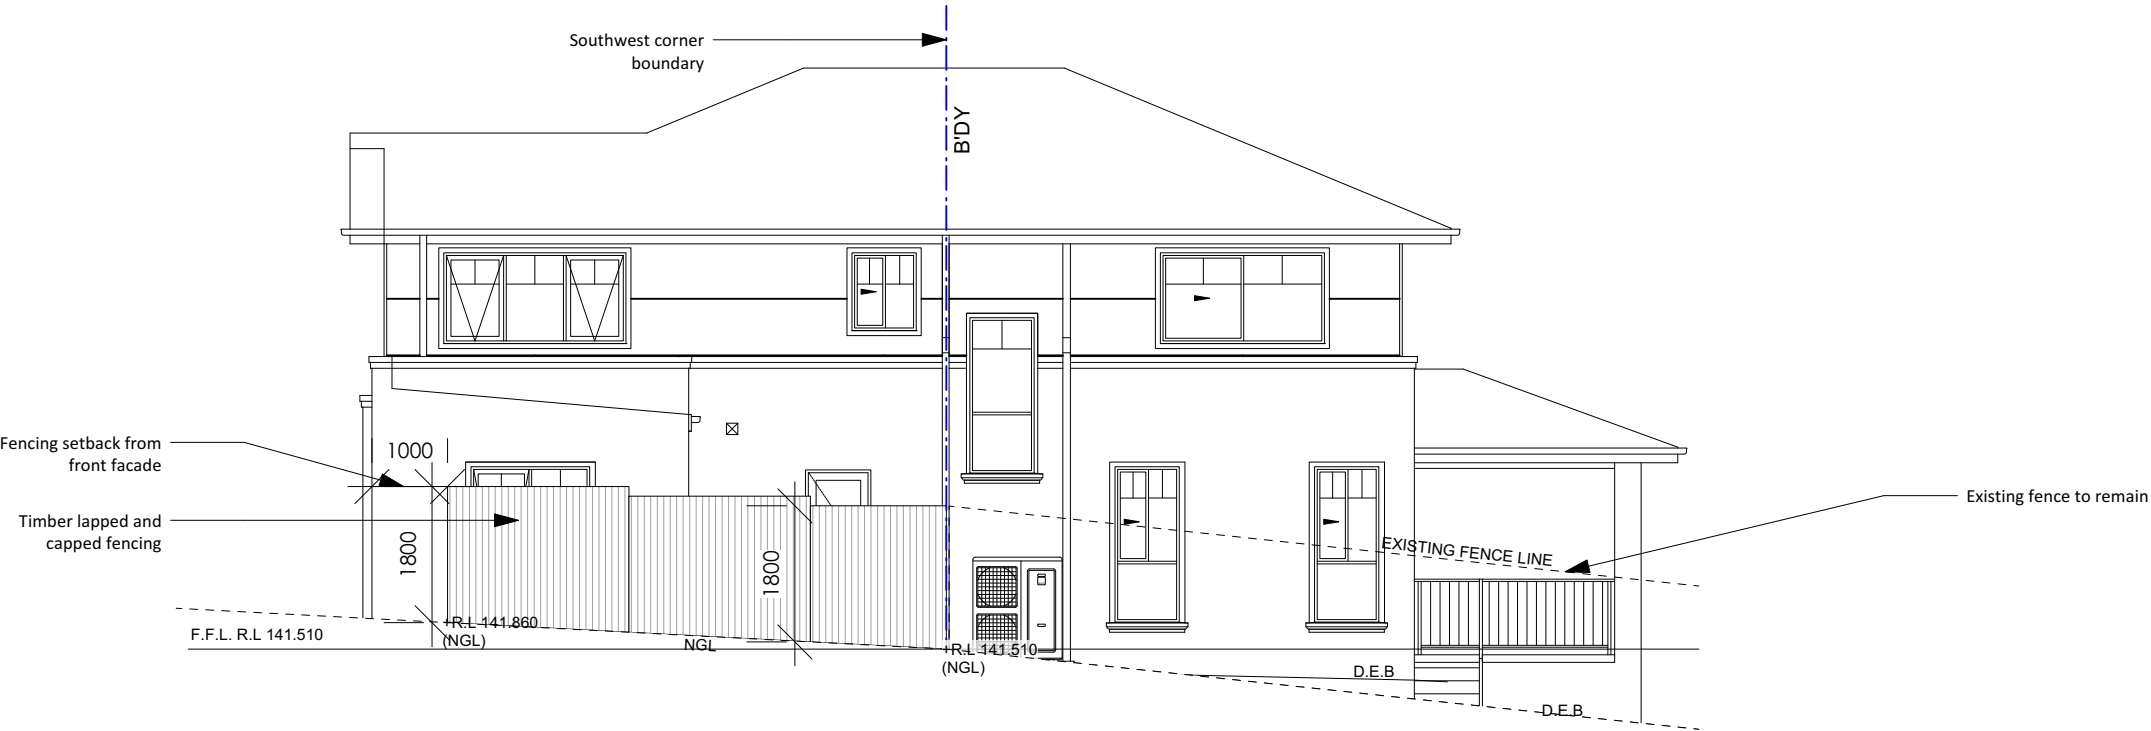 Southwest corner
boundary
B'DY
Fencing setback from
front facade
1000
Timber lapped and
capped fencing
1800
1800
EXISTING FENCE LINE
Existing fence to remain
F.F.L. R.L 141.510
R.L 141.860
(NGL)
NGL
R.L 141.510
(NGL)
D.E.B
D.E.B